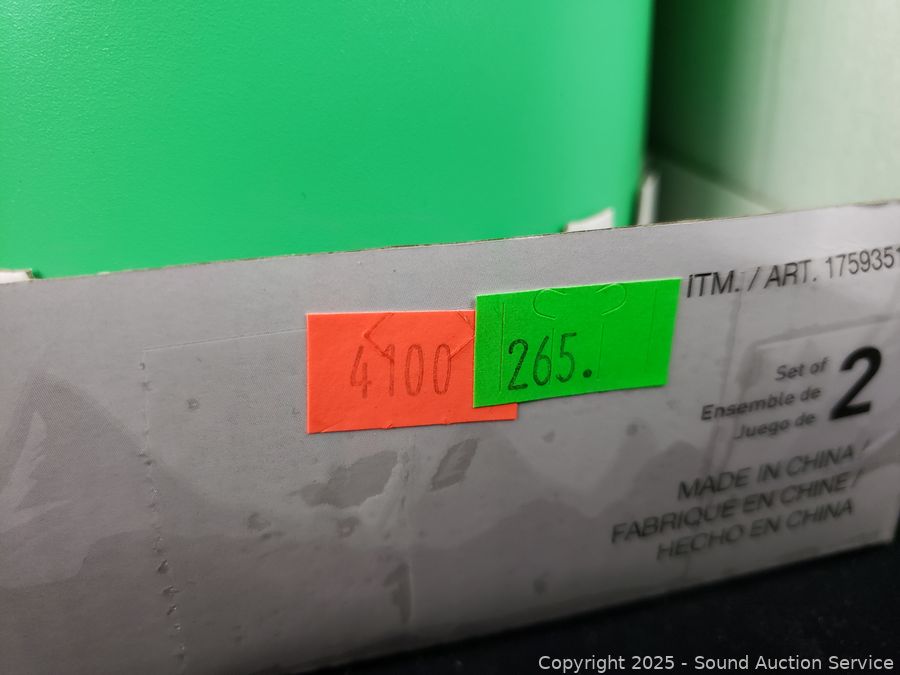 ITM. / ART. 1759351
4100
265.
Set of
Ensemble de
Juego de
2
MADE IN CHINA /
FABRIQUÉ EN CHINE /
HECHO EN CHINA
Copyright © 2025 - Sound Auction Service